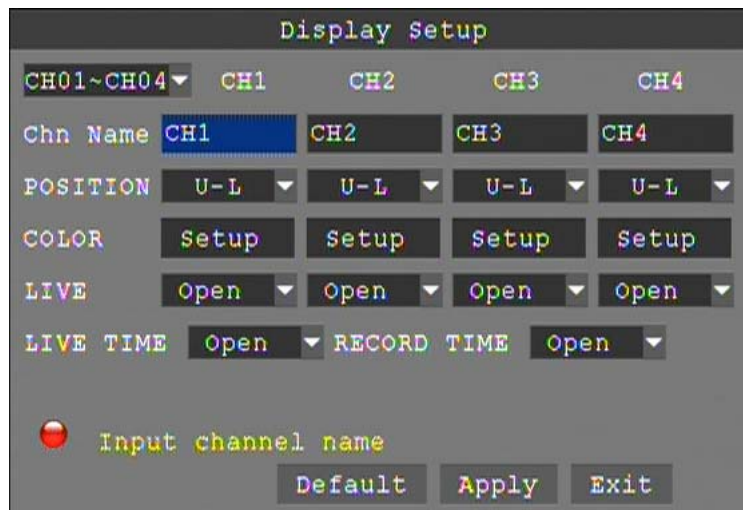 Display Setup
CH01~CH04 CH1 CH2 CH3 CH4
Chn Name CH1 CH2 CH3 CH4
POSITION U-L U-L U-L U-L
COLOR Setup Setup Setup Setup
LIVE Open Open Open Open
LIVE TIME Open RECORD TIME Open
Input channel name
Default Apply Exit